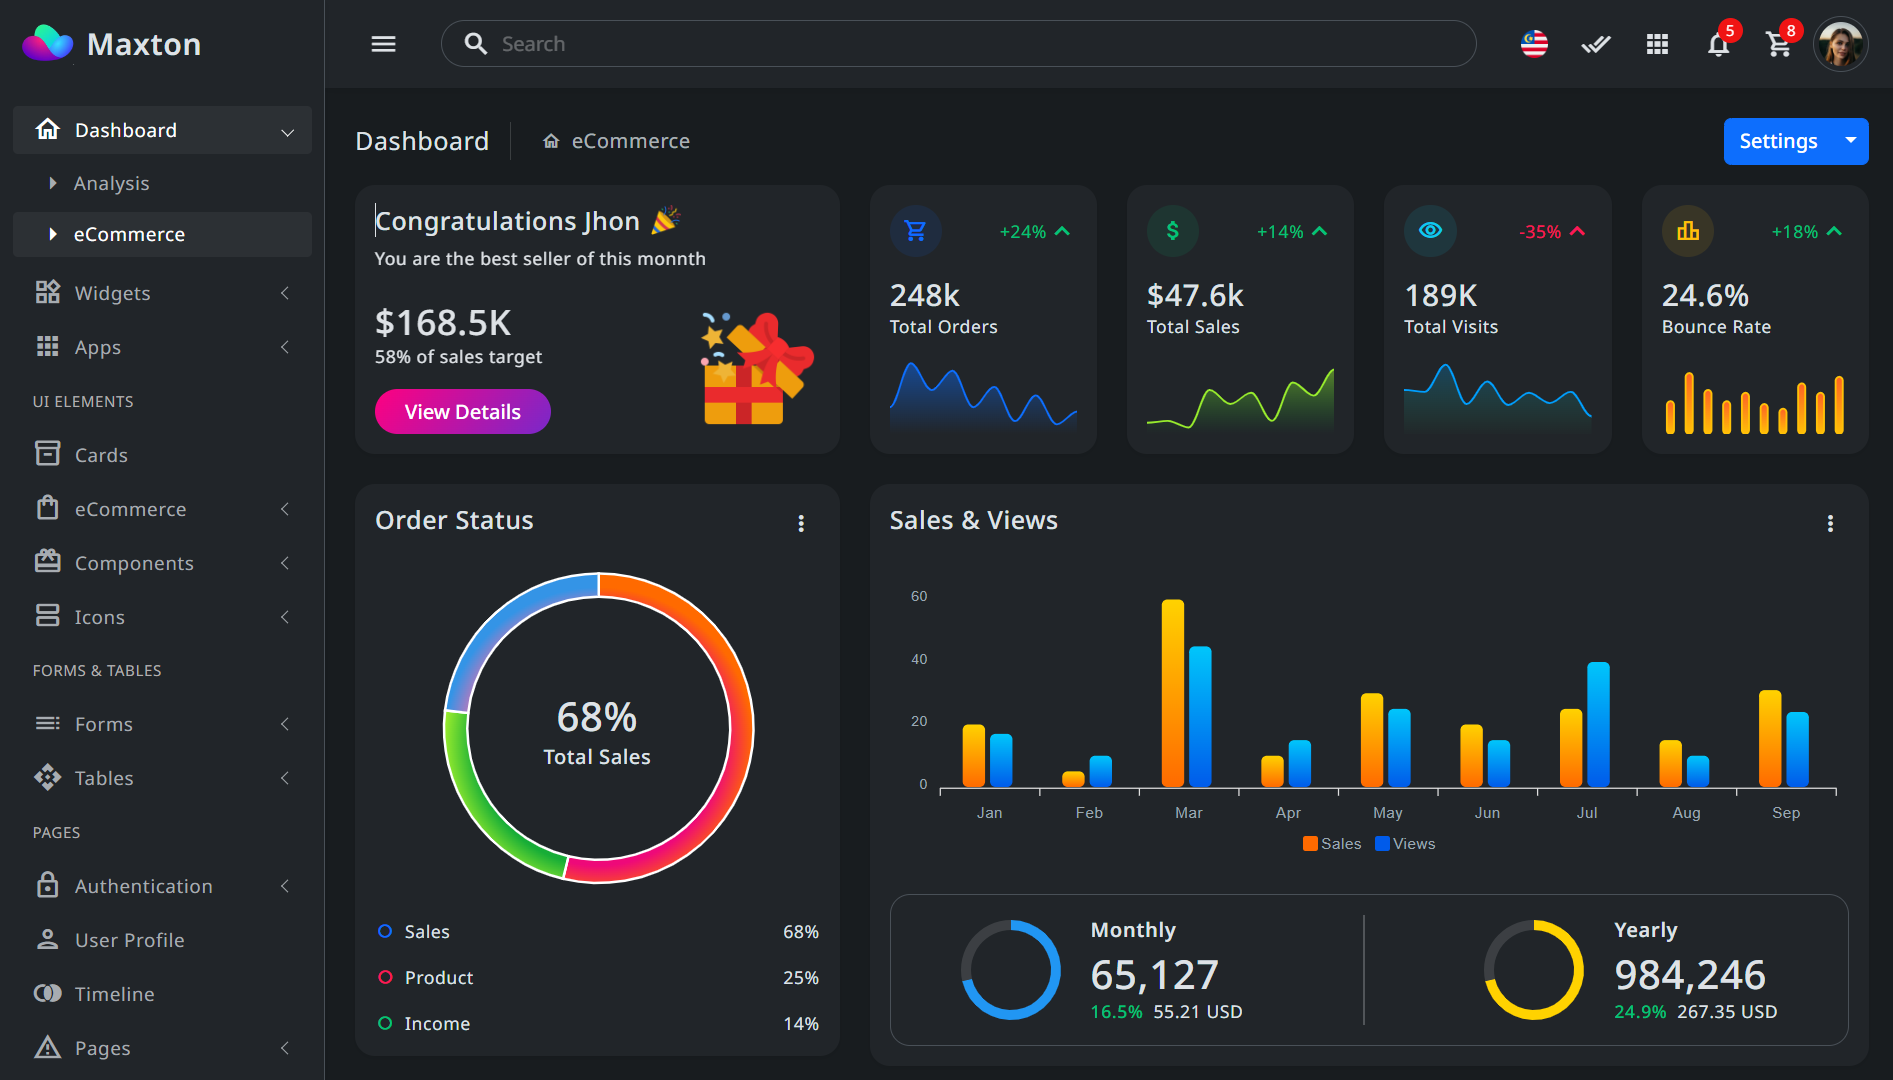 Maxton
Search
5
8
Dashboard
Analysis
eCommerce
Widgets
Apps
UI ELEMENTS
Cards
eCommerce
Components
Icons
FORMS & TABLES
Forms
Tables
PAGES
Authentication
User Profile
Timeline
Pages
Dashboard
eCommerce
Settings
Congratulations Jhon 🎉
You are the best seller of this monnth
$168.5K
58% of sales target
View Details
+24%
248k
Total Orders
+14%
$47.6k
Total Sales
-35%
189K
Total Visits
+18%
24.6%
Bounce Rate
Order Status
68%
Total Sales
Sales 68%
Product 25%
Income 14%
Sales & Views
60
40
20
0
Jan Feb Mar Apr May Jun Jul Aug Sep
Sales Views
Monthly
65,127
16.5% 55.21 USD
Yearly
984,246
24.9% 267.35 USD